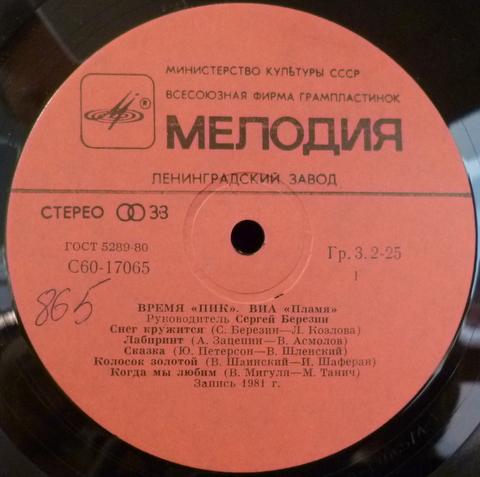 МИНИСТЕРСТВО КУЛЬТУРЫ СССР
ВСЕСОЮЗНАЯ ФИРМА ГРАМПЛАСТИНОК
®
МЕЛОДИЯ
ЛЕНИНГРАДСКИЙ ЗАВОД
СТЕРЕО 33
ГОСТ 5289-80
С60-17065
Гр. 3. 2-25
1
865
ВРЕМЯ «ПИК». ВИА «Пламя»
Руководитель Сергей Березин
Снег кружится (С. Березин—Л. Козлова)
Лабиринт (А. Зацепин—В. Асмолов)
Сказка (Ю. Петерсон—В. Шленский)
Колосок золотой (В. Шаинский—И. Шаферан)
Когда мы любим (В. Мигуля—М. Танич)
Запись 1981 г.